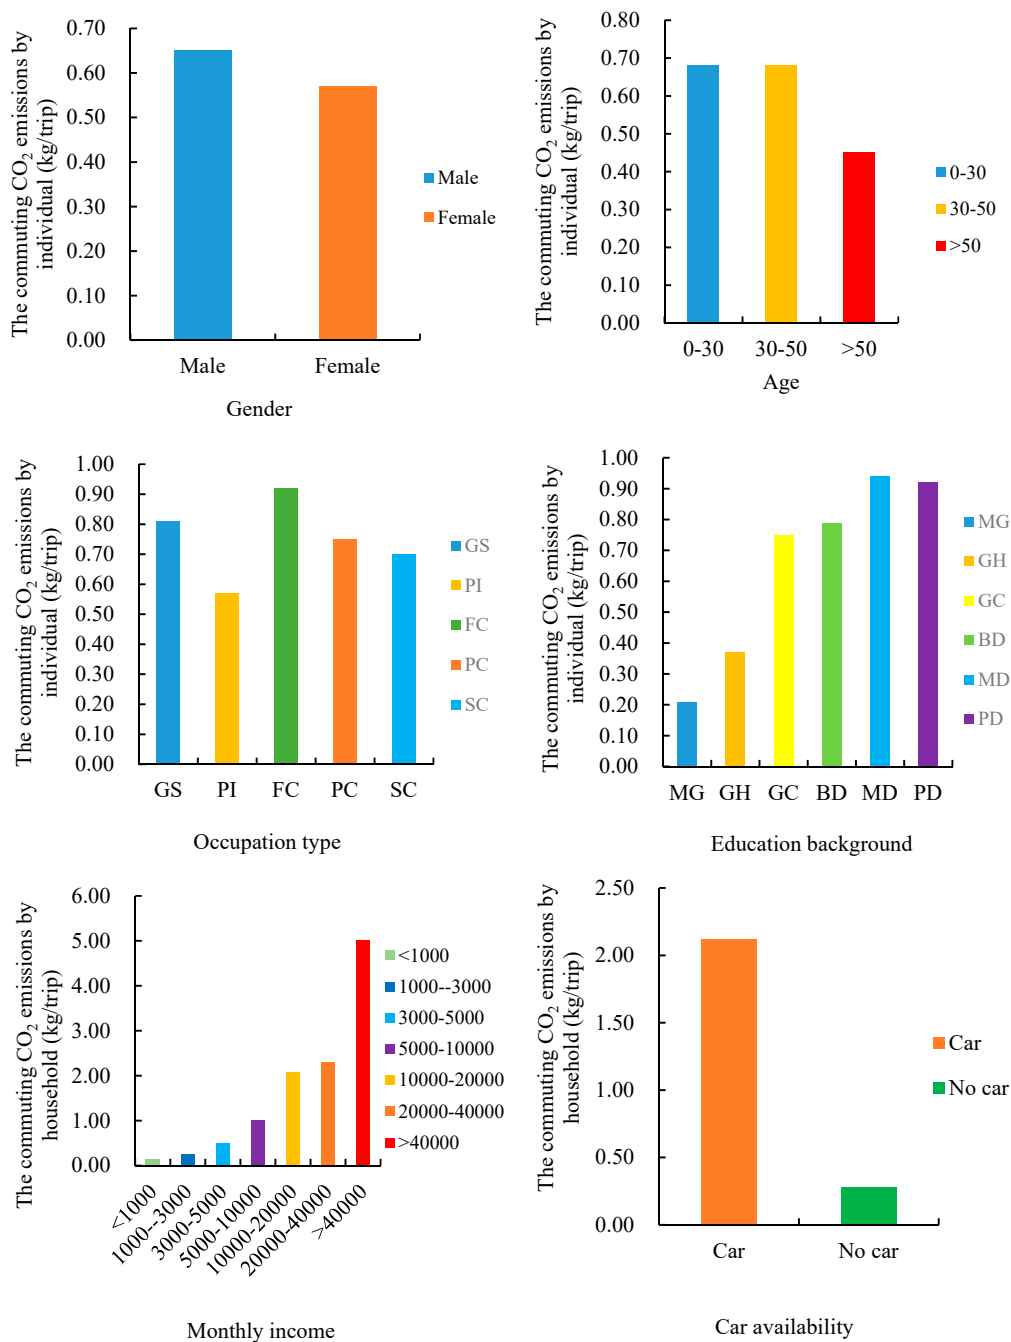 The commuting CO2 emissions by
individual (kg/trip)
0.70
0.60
0.50
0.40
0.30
0.20
0.10
0.00
Male
Female
Gender
Male
Female
The commuting CO2 emissions by
individual (kg/trip)
0.80
0.70
0.60
0.50
0.40
0.30
0.20
0.10
0.00
0-30
30-50
>50
Age
0-30
30-50
>50
The commuting CO2 emissions by
individual (kg/trip)
1.00
0.90
0.80
0.70
0.60
0.50
0.40
0.30
0.20
0.10
0.00
GS
PI
FC
PC
SC
Occupation type
GS
PI
FC
PC
SC
The commuting CO2 emissions by
individual (kg/trip)
1.00
0.90
0.80
0.70
0.60
0.50
0.40
0.30
0.20
0.10
0.00
MG
GH
GC
BD
MD
PD
Education background
MG
GH
GC
BD
MD
PD
The commuting CO2 emissions by
household (kg/trip)
6.00
5.00
4.00
3.00
2.00
1.00
0.00
<1000
1000--3000
3000-5000
5000-10000
10000-20000
20000-40000
>40000
Monthly income
<1000
1000--3000
3000-5000
5000-10000
10000-20000
20000-40000
>40000
The commuting CO2 emissions by
household (kg/trip)
2.50
2.00
1.50
1.00
0.50
0.00
Car
No car
Car availability
Car
No car